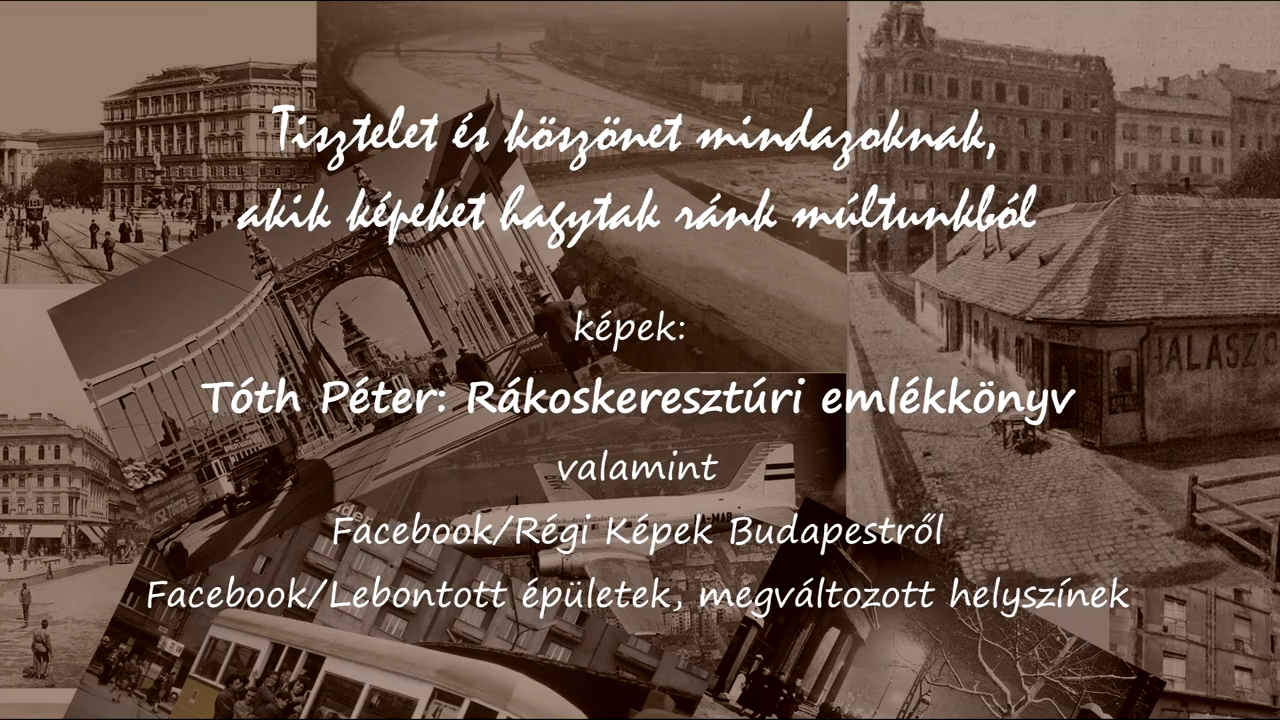 Tisztelet és köszönet mindazoknak,
akik képeket hagytak ránk múltunkból
képek:
Tóth Péter: Rákoskeresztúri emlékkönyv
valamint
Facebook/Régi Képek Budapestről
Facebook/Lebontott épületek, megváltozott helyszínek
HALÁSZ